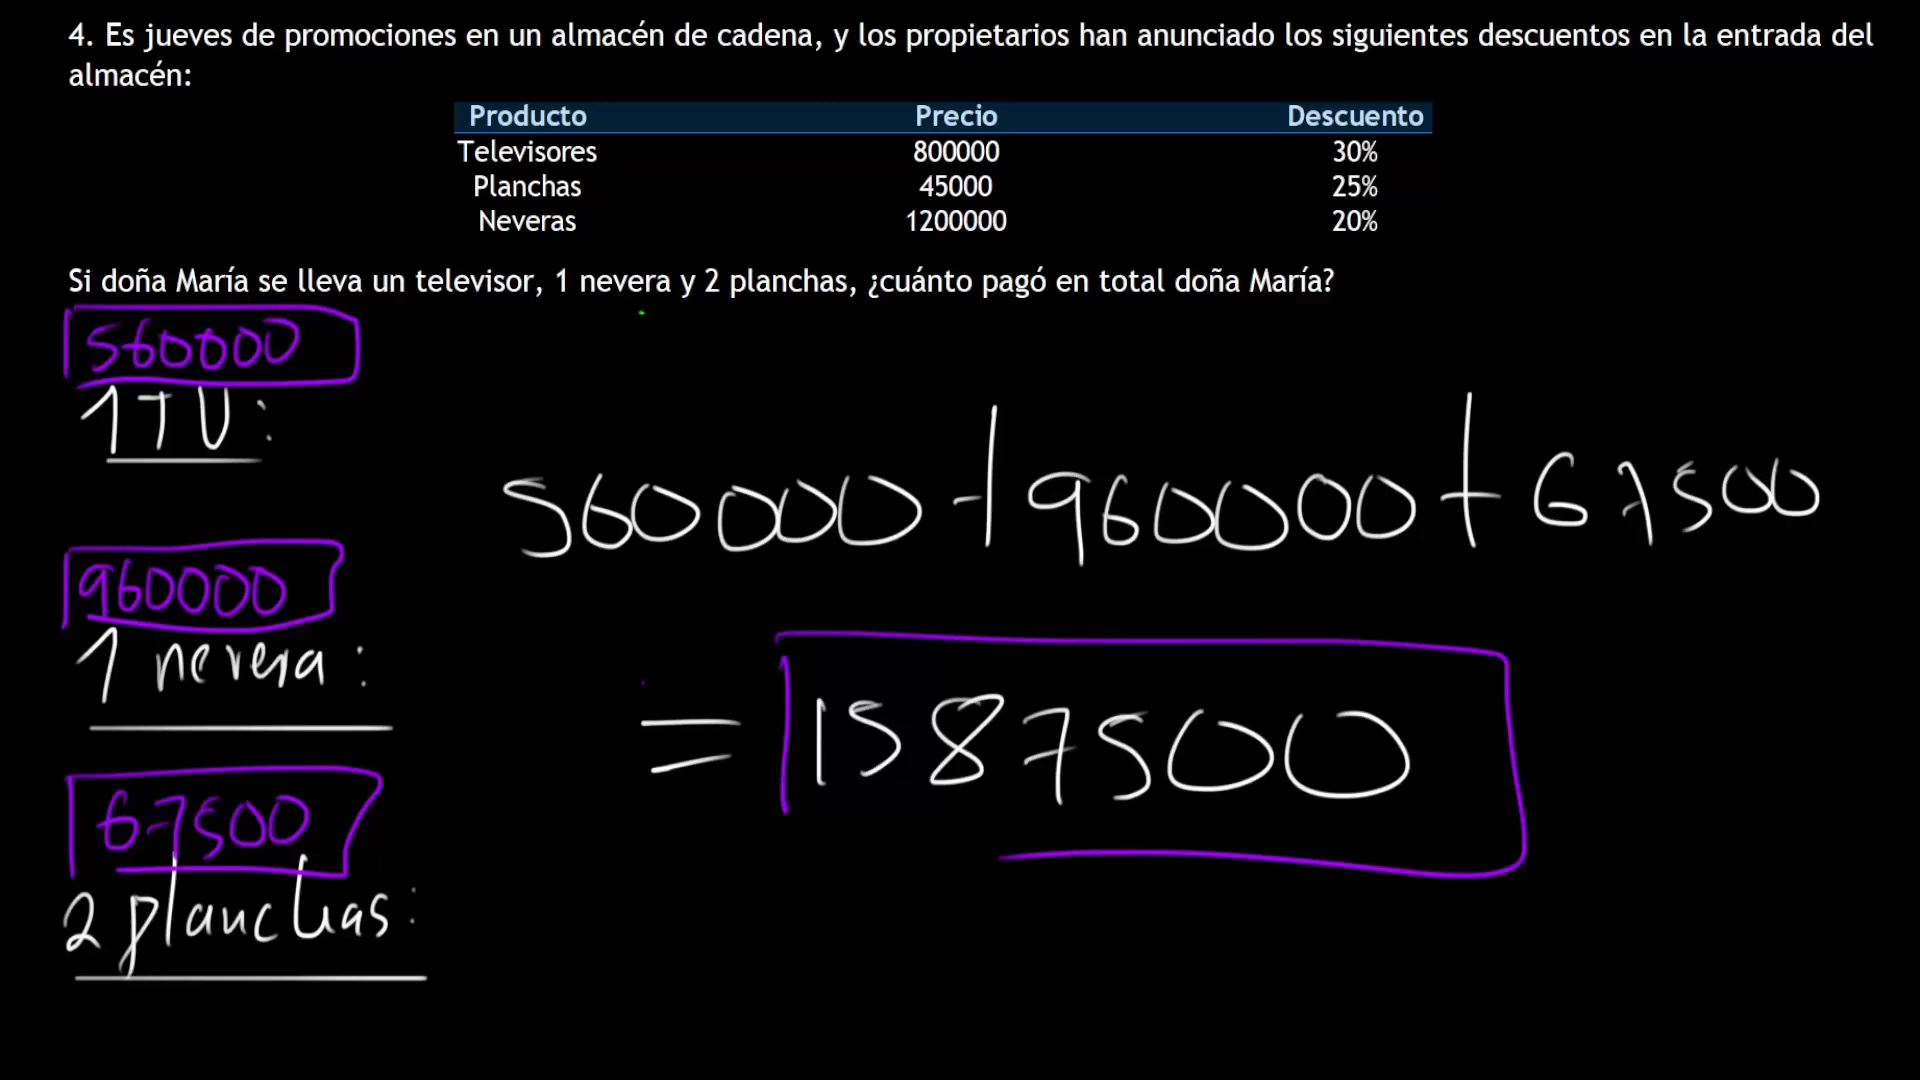 4. Es jueves de promociones en un almacén de cadena, y los propietarios han anunciado los siguientes descuentos en la entrada del
almacén:
Producto Precio Descuento
Televisores 800000 30%
Planchas 45000 25%
Neveras 1200000 20%
Si doña María se lleva un televisor, 1 nevera y 2 planchas, ¿cuánto pagó en total doña María?
560000
1 TV:
560000 + 960000 + 67500
960000
1 nevera:
= 1587500
67500
2 planchas: